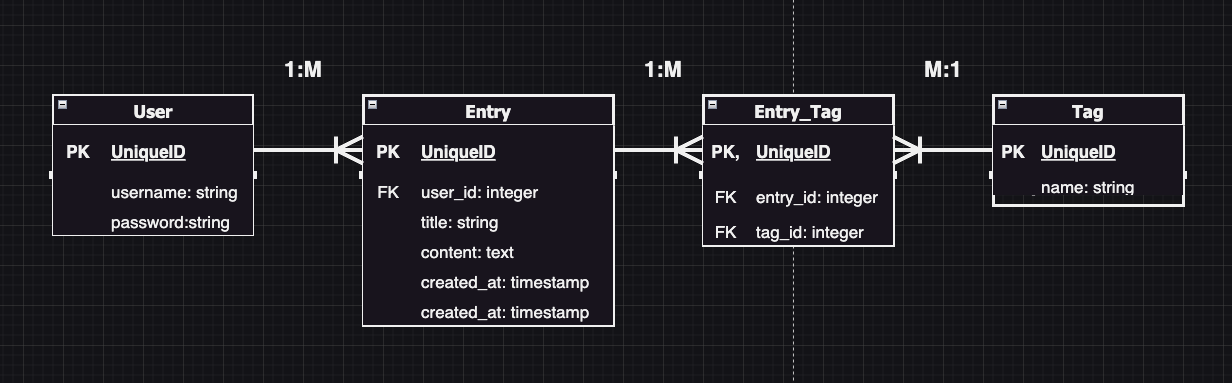 1:M
1:M
M:1
User
PK UniqueID
username: string
password:string
Entry
PK UniqueID
FK user_id: integer
title: string
content: text
created_at: timestamp
created_at: timestamp
Entry_Tag
PK, UniqueID
FK entry_id: integer
FK tag_id: integer
Tag
PK UniqueID
name: string